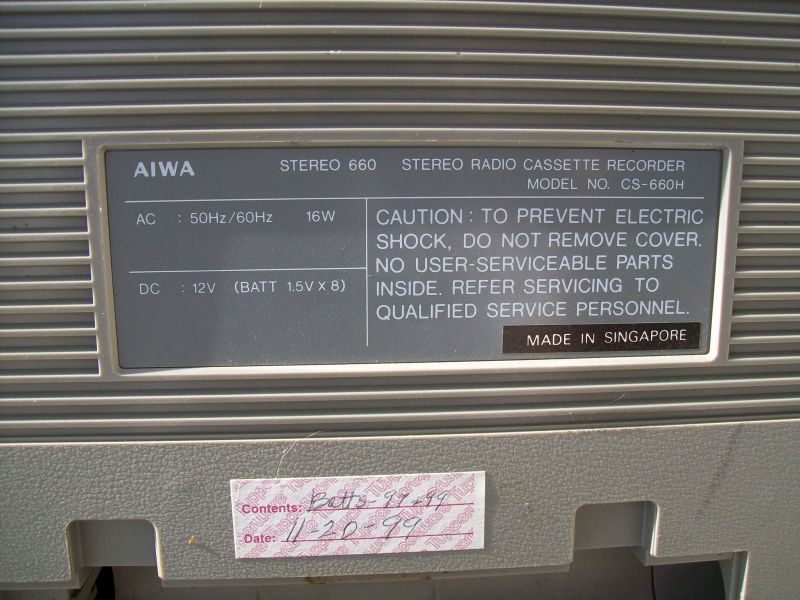 AIWA STEREO 660 STEREO RADIO CASSETTE RECORDER
MODEL NO. CS-660H
AC : 50Hz/60Hz 16W
DC : 12V (BATT 1.5V X 8)
CAUTION : TO PREVENT ELECTRIC
SHOCK, DO NOT REMOVE COVER.
NO USER-SERVICEABLE PARTS
INSIDE. REFER SERVICING TO
QUALIFIED SERVICE PERSONNEL.
MADE IN SINGAPORE
Contents: Batts-
Date: 11-20-99